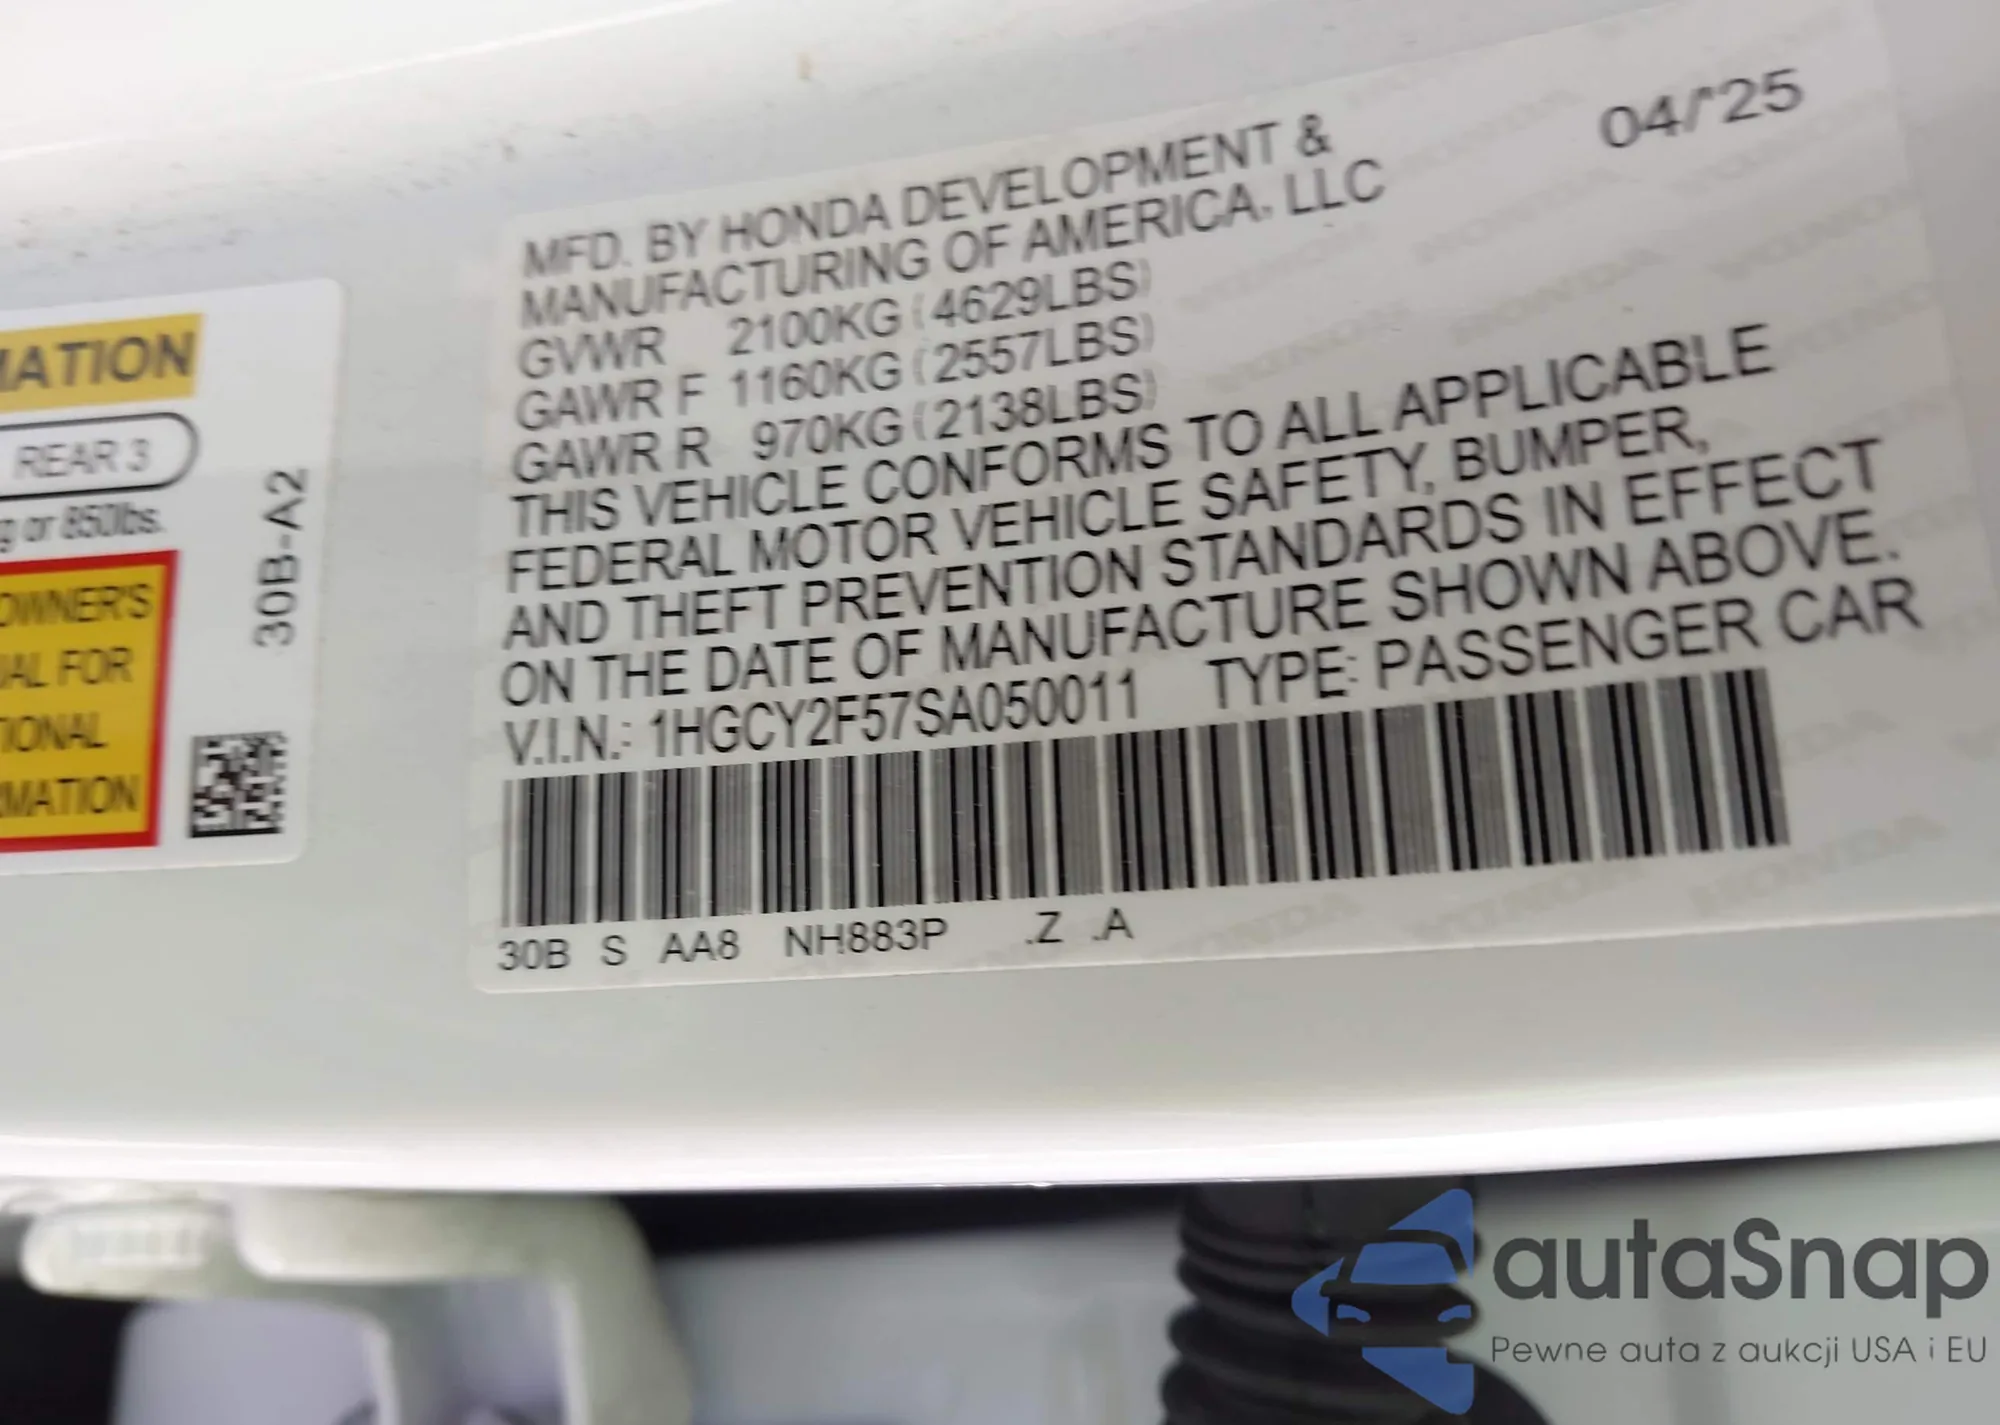 MATION
REAR 3
g or 850lbs.
OWNER'S
AL FOR
TIONAL
RMATION
30B-A2
04/'25
MFD. BY HONDA DEVELOPMENT &
MANUFACTURING OF AMERICA, LLC
GVWR 2100KG (4629LBS)
GAWR F 1160KG (2557LBS)
GAWR R 970KG (2138LBS)
THIS VEHICLE CONFORMS TO ALL APPLICABLE
FEDERAL MOTOR VEHICLE SAFETY, BUMPER,
AND THEFT PREVENTION STANDARDS IN EFFECT
ON THE DATE OF MANUFACTURE SHOWN ABOVE.
V.I.N.: 1HGCY2F57SA050011 TYPE: PASSENGER CAR
30B S AA8 NH883P .Z .A
autaSnap
Pewne auta z aukcji USA i EU